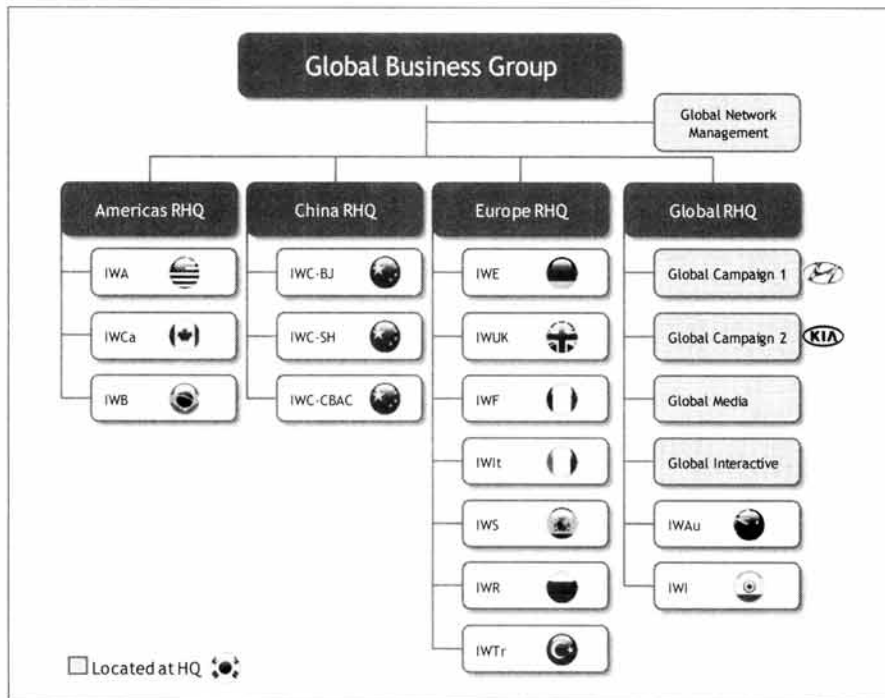 Global Business Group
Global Network
Management
Americas RHQ
IWA
IWCa
IWB
China RHQ
IWC-BJ
IWC-SH
IWC-CBAC
Europe RHQ
IWE
IWUK
IWF
IWIt
IWS
IWR
IWTr
Global RHQ
Global Campaign 1
Global Campaign 2
KIA
Global Media
Global Interactive
IWAu
IWI
Located at HQ